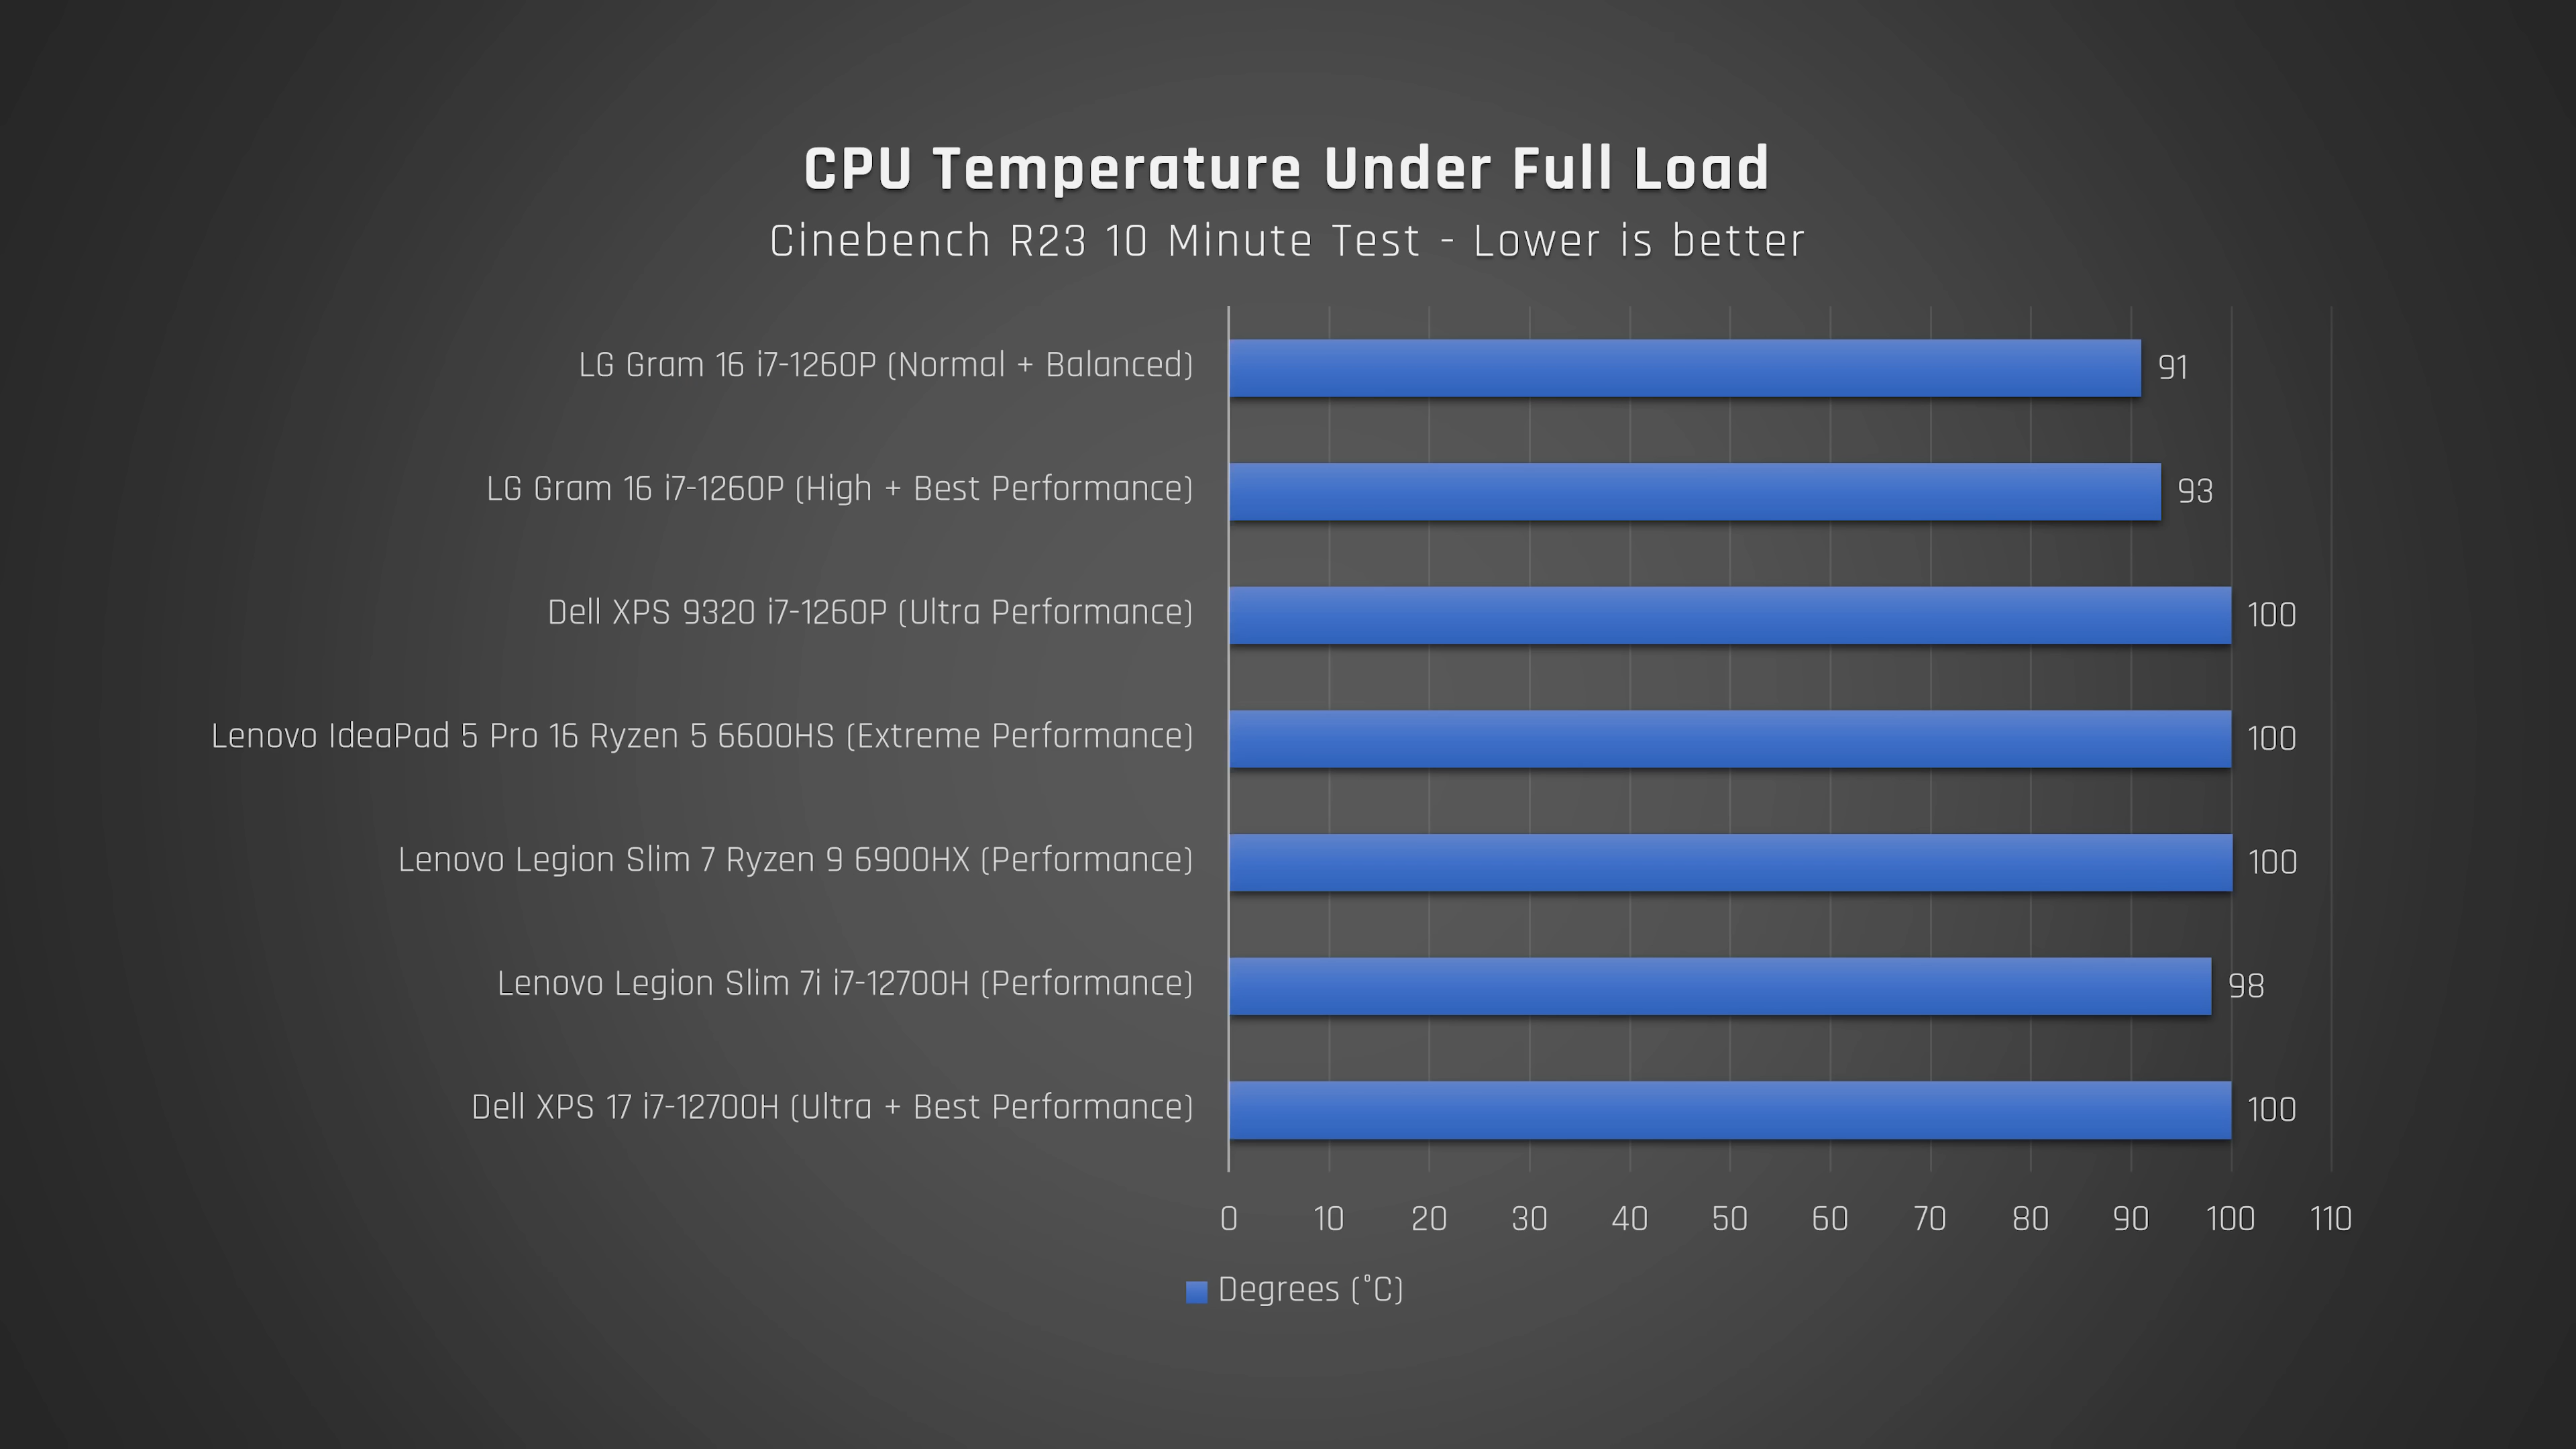 CPU Temperature Under Full Load
Cinebench R23 10 Minute Test - Lower is better
LG Gram 16 i7-1260P (Normal + Balanced) 91
LG Gram 16 i7-1260P (High + Best Performance) 93
Dell XPS 9320 i7-1260P (Ultra Performance) 100
Lenovo IdeaPad 5 Pro 16 Ryzen 5 6600HS (Extreme Performance) 100
Lenovo Legion Slim 7 Ryzen 9 6900HX (Performance) 100
Lenovo Legion Slim 7i i7-12700H (Performance) 98
Dell XPS 17 i7-12700H (Ultra + Best Performance) 100
0 10 20 30 40 50 60 70 80 90 100 110
Degrees (°C)